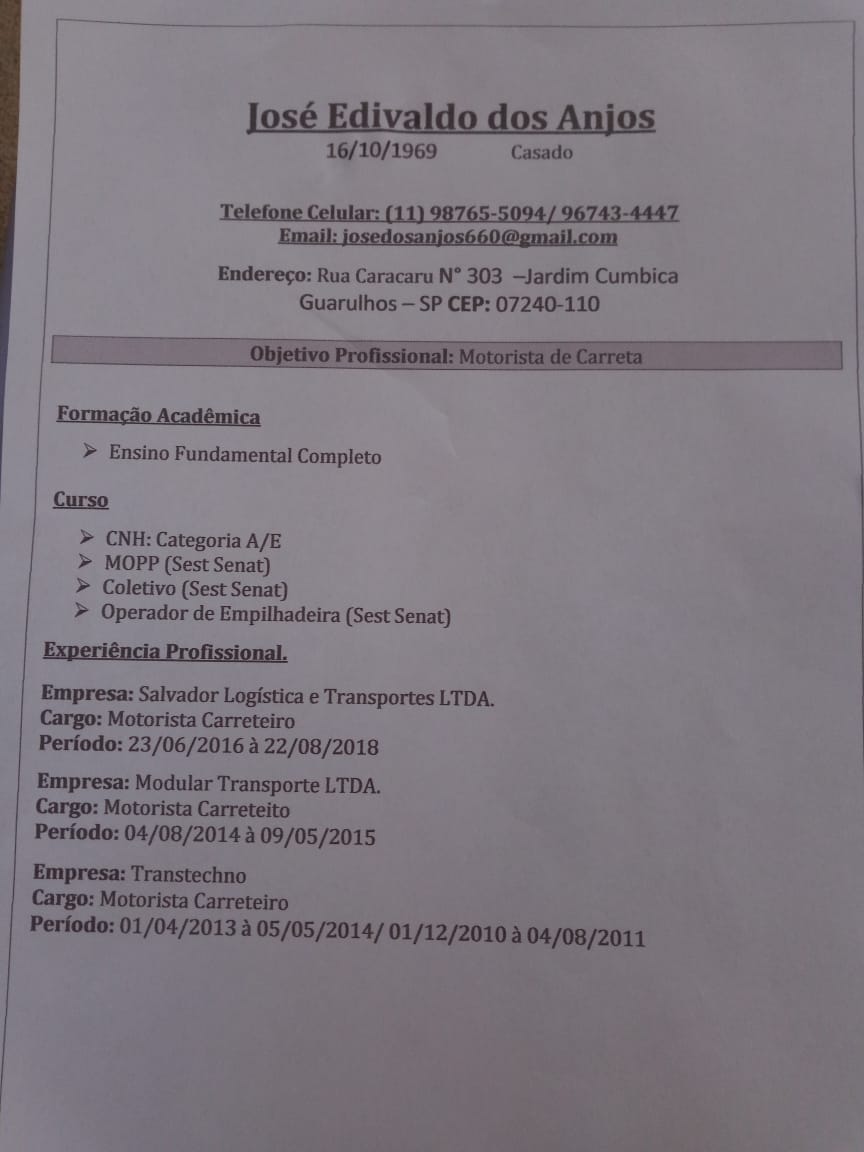 José Edivaldo dos Anjos
16/10/1969 Casado
Telefone Celular: (11) 98765-5094/ 96743-4447
Email: josedosanjos660@gmail.com
Endereço: Rua Caracaru N° 303 –Jardim Cumbica
Guarulhos – SP CEP: 07240-110
Objetivo Profissional: Motorista de Carreta
Formação Acadêmica
➢ Ensino Fundamental Completo
Curso
➢ CNH: Categoria A/E
➢ MOPP (Sest Senat)
➢ Coletivo (Sest Senat)
➢ Operador de Empilhadeira (Sest Senat)
Experiência Profissional.
Empresa: Salvador Logística e Transportes LTDA.
Cargo: Motorista Carreteiro
Período: 23/06/2016 à 22/08/2018
Empresa: Modular Transporte LTDA.
Cargo: Motorista Carreteito
Período: 04/08/2014 à 09/05/2015
Empresa: Transtechno
Cargo: Motorista Carreteiro
Período: 01/04/2013 à 05/05/2014/ 01/12/2010 à 04/08/2011